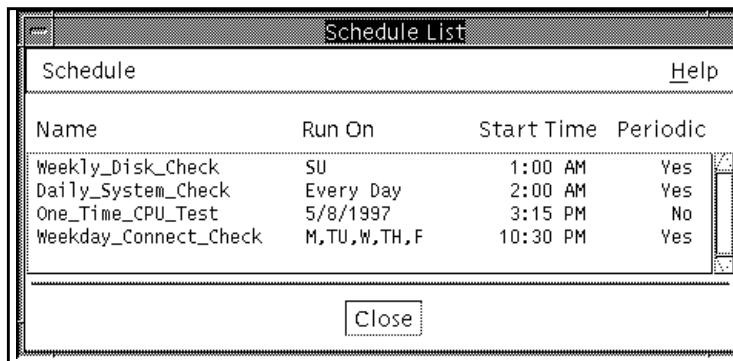 Schedule List
Schedule Help
Name Run On Start Time Periodic
Weekly_Disk_Check SU 1:00 AM Yes
Daily_System_Check Every Day 2:00 AM Yes
One_Time_CPU_Test 5/8/1997 3:15 PM No
Weekday_Connect_Check M,TU,W,TH,F 10:30 PM Yes
Close